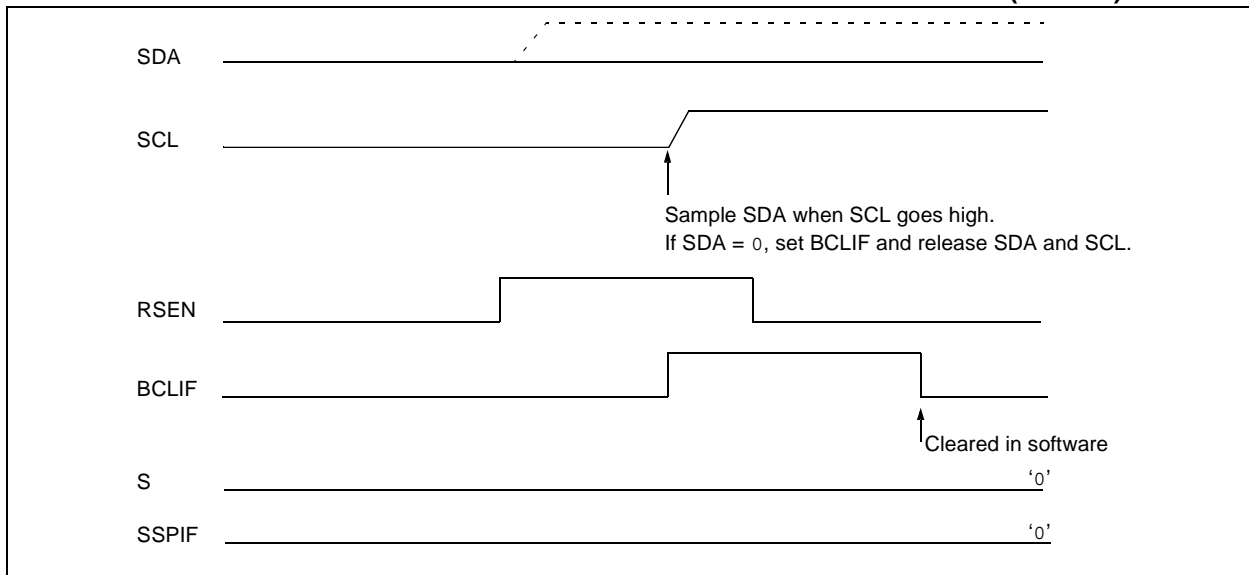 SDA
SCL
Sample SDA when SCL goes high.
If SDA = 0, set BCLIF and release SDA and SCL.
RSEN
BCLIF
Cleared in software
S
‘0’
SSPIF
‘0’